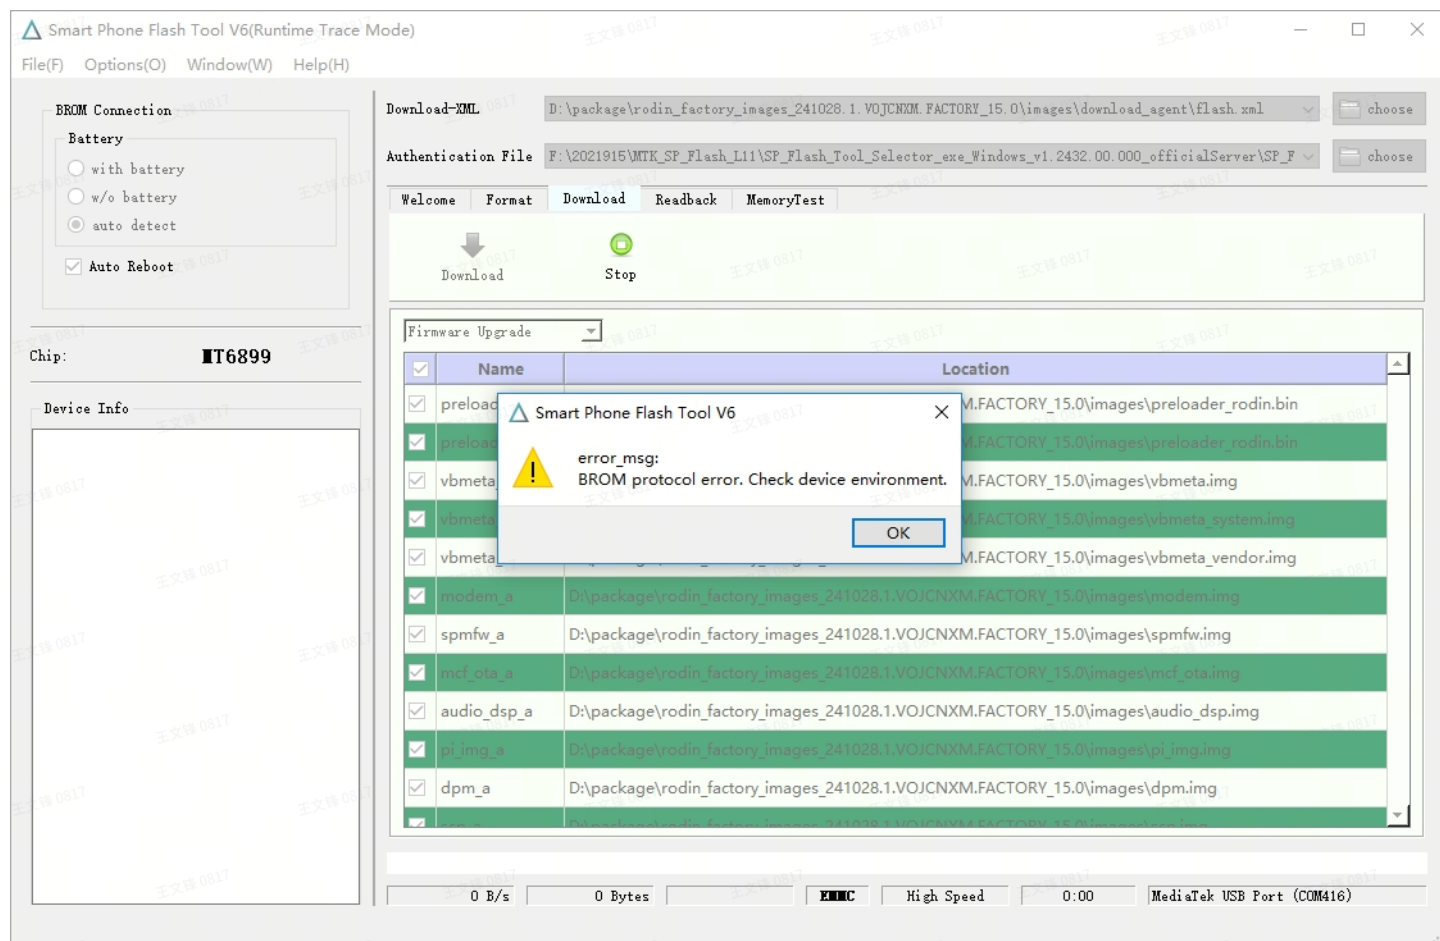 Smart Phone Flash Tool V6(Runtime Trace Mode)
File(F) Options(O) Window(W) Help(H)
BROM Connection
Battery
with battery
w/o battery
auto detect
Auto Reboot
Chip: MT6899
Device Info
Download-XML D:\package\rodin_factory_images_241028.1.VOJCNXM.FACTORY_15.0\images\download_agent\flash.xml choose
Authentication File F:\2021915\MTK_SP_Flash_L11\SP_Flash_Tool_Selector_exe_Windows_v1.2432.00.000_officialServer\SP_F choose
Welcome Format Download Readback MemoryTest
Download Stop
Firmware Upgrade
Name Location
preload M.FACTORY_15.0\images\preloader_rodin.bin
preload M.FACTORY_15.0\images\preloader_rodin.bin
vbmeta M.FACTORY_15.0\images\vbmeta.img
vbmeta M.FACTORY_15.0\images\vbmeta_system.img
vbmeta_ M.FACTORY_15.0\images\vbmeta_vendor.img
modem_a D:\package\rodin_factory_images_241028.1.VOJCNXM.FACTORY_15.0\images\modem.img
spmfw_a D:\package\rodin_factory_images_241028.1.VOJCNXM.FACTORY_15.0\images\spmfw.img
mcf_ota_a D:\package\rodin_factory_images_241028.1.VOJCNXM.FACTORY_15.0\images\mcf_ota.img
audio_dsp_a D:\package\rodin_factory_images_241028.1.VOJCNXM.FACTORY_15.0\images\audio_dsp.img
pi_img_a D:\package\rodin_factory_images_241028.1.VOJCNXM.FACTORY_15.0\images\pi_img.img
dpm_a D:\package\rodin_factory_images_241028.1.VOJCNXM.FACTORY_15.0\images\dpm.img
Smart Phone Flash Tool V6
error_msg:
BROM protocol error. Check device environment.
OK
0 B/s 0 Bytes EMMC High Speed 0:00 MediaTek USB Port (COM416)
王文锋 0817